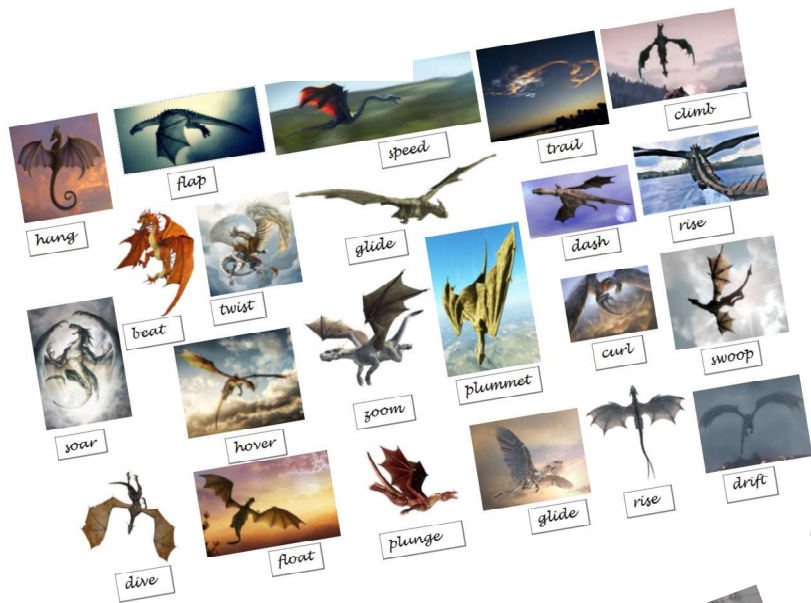 climb
speed
trail
flap
rise
hang
glide
dash
twist
beat
curl
swoop
plummet
zoom
soar
hover
drift
rise
glide
plunge
float
dive